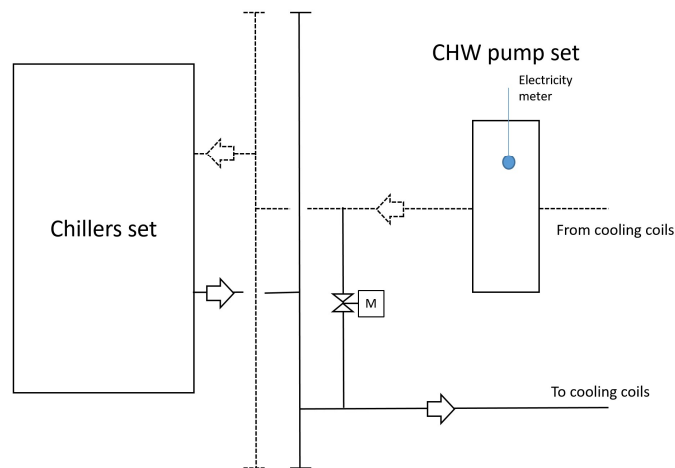 CHW pump set
Electricity
meter
Chillers set
From cooling coils
M
To cooling coils